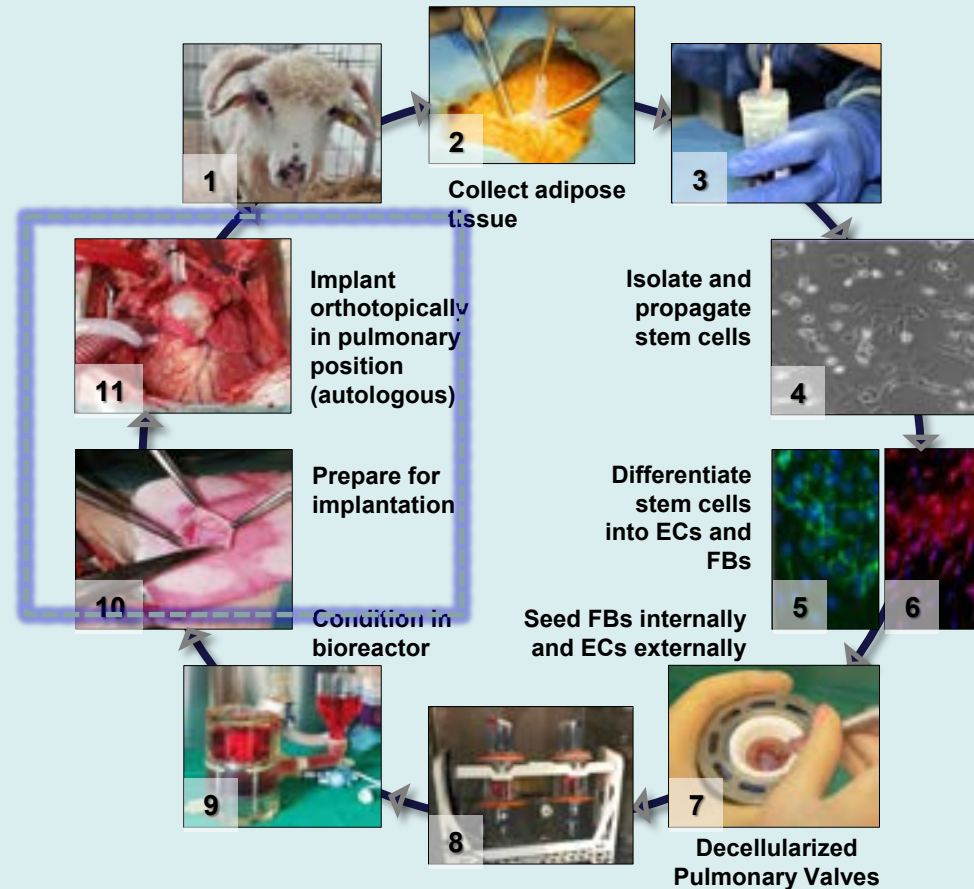 1
2
Collect adipose
tissue
3
Isolate and
propagate
stem cells
4
Differentiate
stem cells
into ECs and
FBs
5
6
Seed FBs internally
and ECs externally
7
Decellularized
Pulmonary Valves
8
Condition in
bioreactor
9
Prepare for
implantation
10
Implant
orthotopically
in pulmonary
position
(autologous)
11